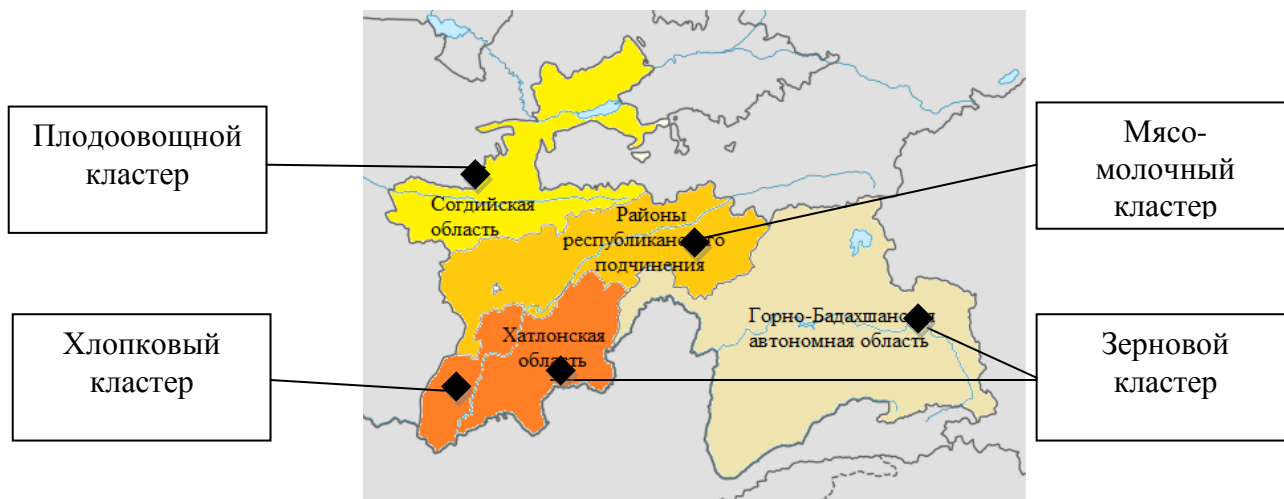 Плодоовощной
кластер
Мясо-
молочный
кластер
Согдийская
область
Районы
республиканского
подчинения
Горно-Бадахшанская
автономная область
Хатлонская
область
Хлопковый
кластер
Зерновой
кластер